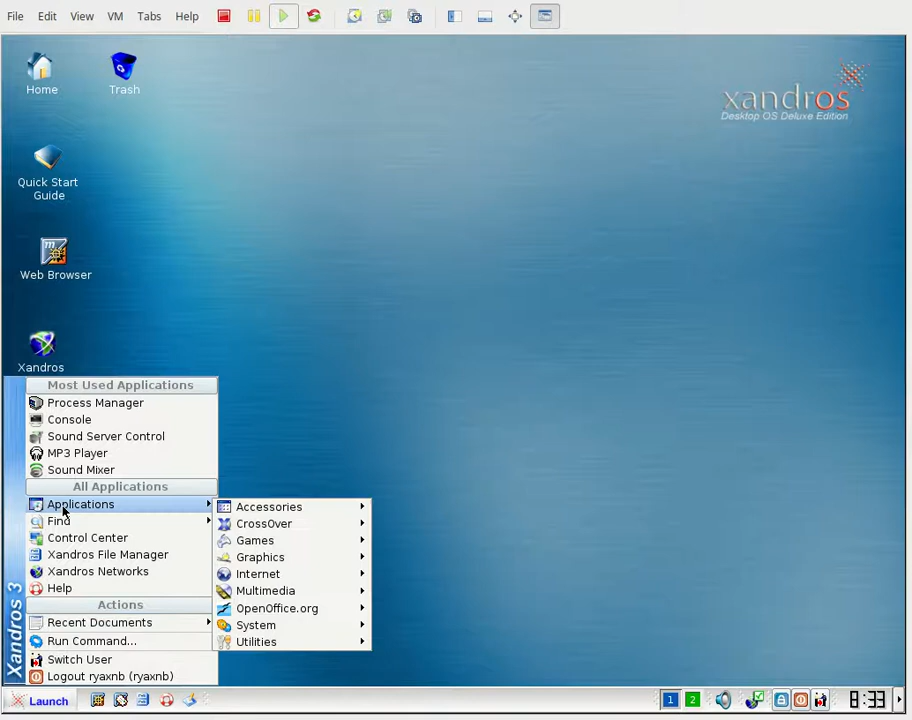 File Edit View VM Tabs Help
Home
Trash
xandros
Desktop OS Deluxe Edition
Quick Start
Guide
Web Browser
Xandros
Most Used Applications
Process Manager
Console
Sound Server Control
MP3 Player
Sound Mixer
All Applications
Applications
Find
Control Center
Xandros File Manager
Xandros Networks
Help
Actions
Recent Documents
Run Command...
Switch User
Logout ryaxnb (ryaxnb)
Xandros 3
Accessories
CrossOver
Games
Graphics
Internet
Multimedia
OpenOffice.org
System
Utilities
Launch
1 2
8:33